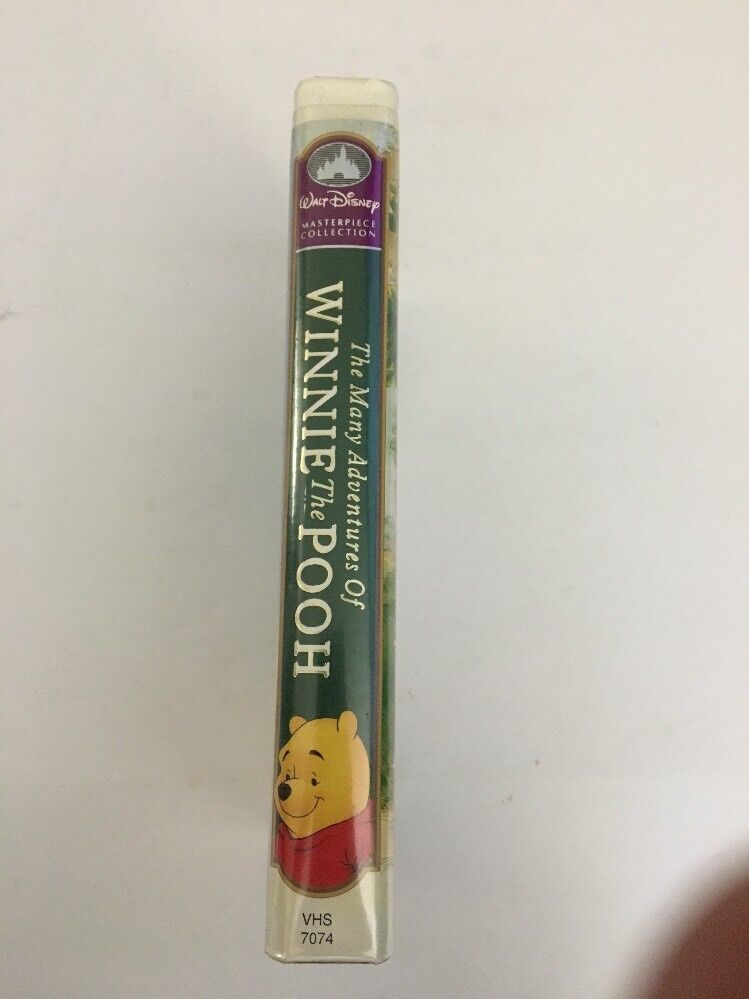 WALT DISNEY
MASTERPIECE
COLLECTION
The Many Adventures Of
WINNIE The POOH
VHS
7074